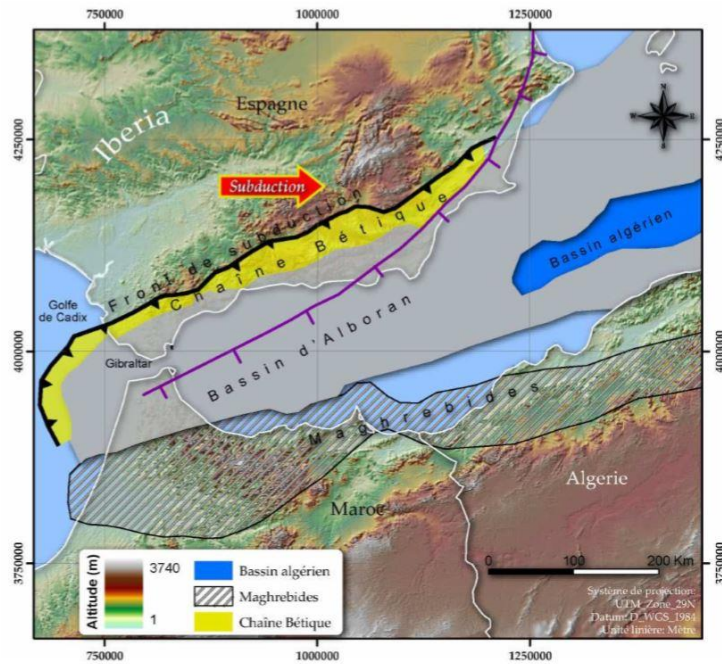 750000
1000000
1250000
4750000
4250000
Espagne
Iberia
Subduction
Front de subduction
Chaîne Bétique
Bassin algérien
Golfe de Cadix
Gibraltar
Bassin d'Alboran
4000000
4000000
Maghrebides
Algerie
Maroc
3750000
3750000
Altitude (m)
3740
1
Bassin algérien
Maghrebides
Chaîne Bétique
0 100 200 Km
Système de projection:
UTM_Zone_29N
Datum: D_WGS_1984
Unité linière: Mètre
N
E
S
W
750000
1000000
1250000